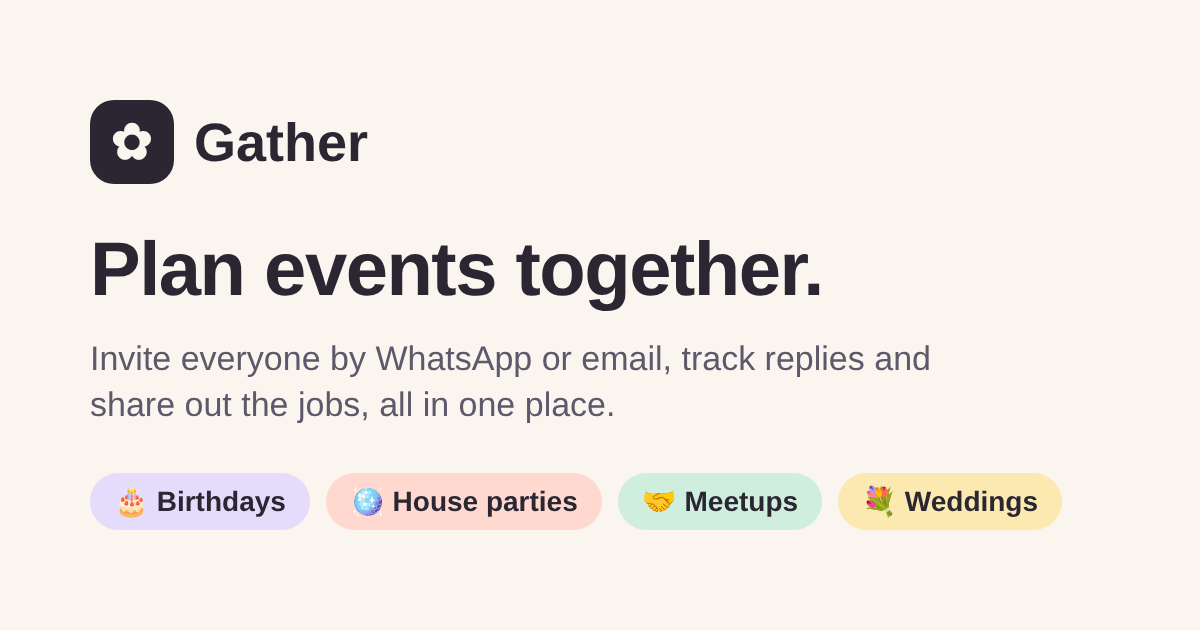 Gather
Plan events together.
Invite everyone by WhatsApp or email, track replies and
share out the jobs, all in one place.
🎂 Birthdays
🪩 House parties
🤝 Meetups
💐 Weddings